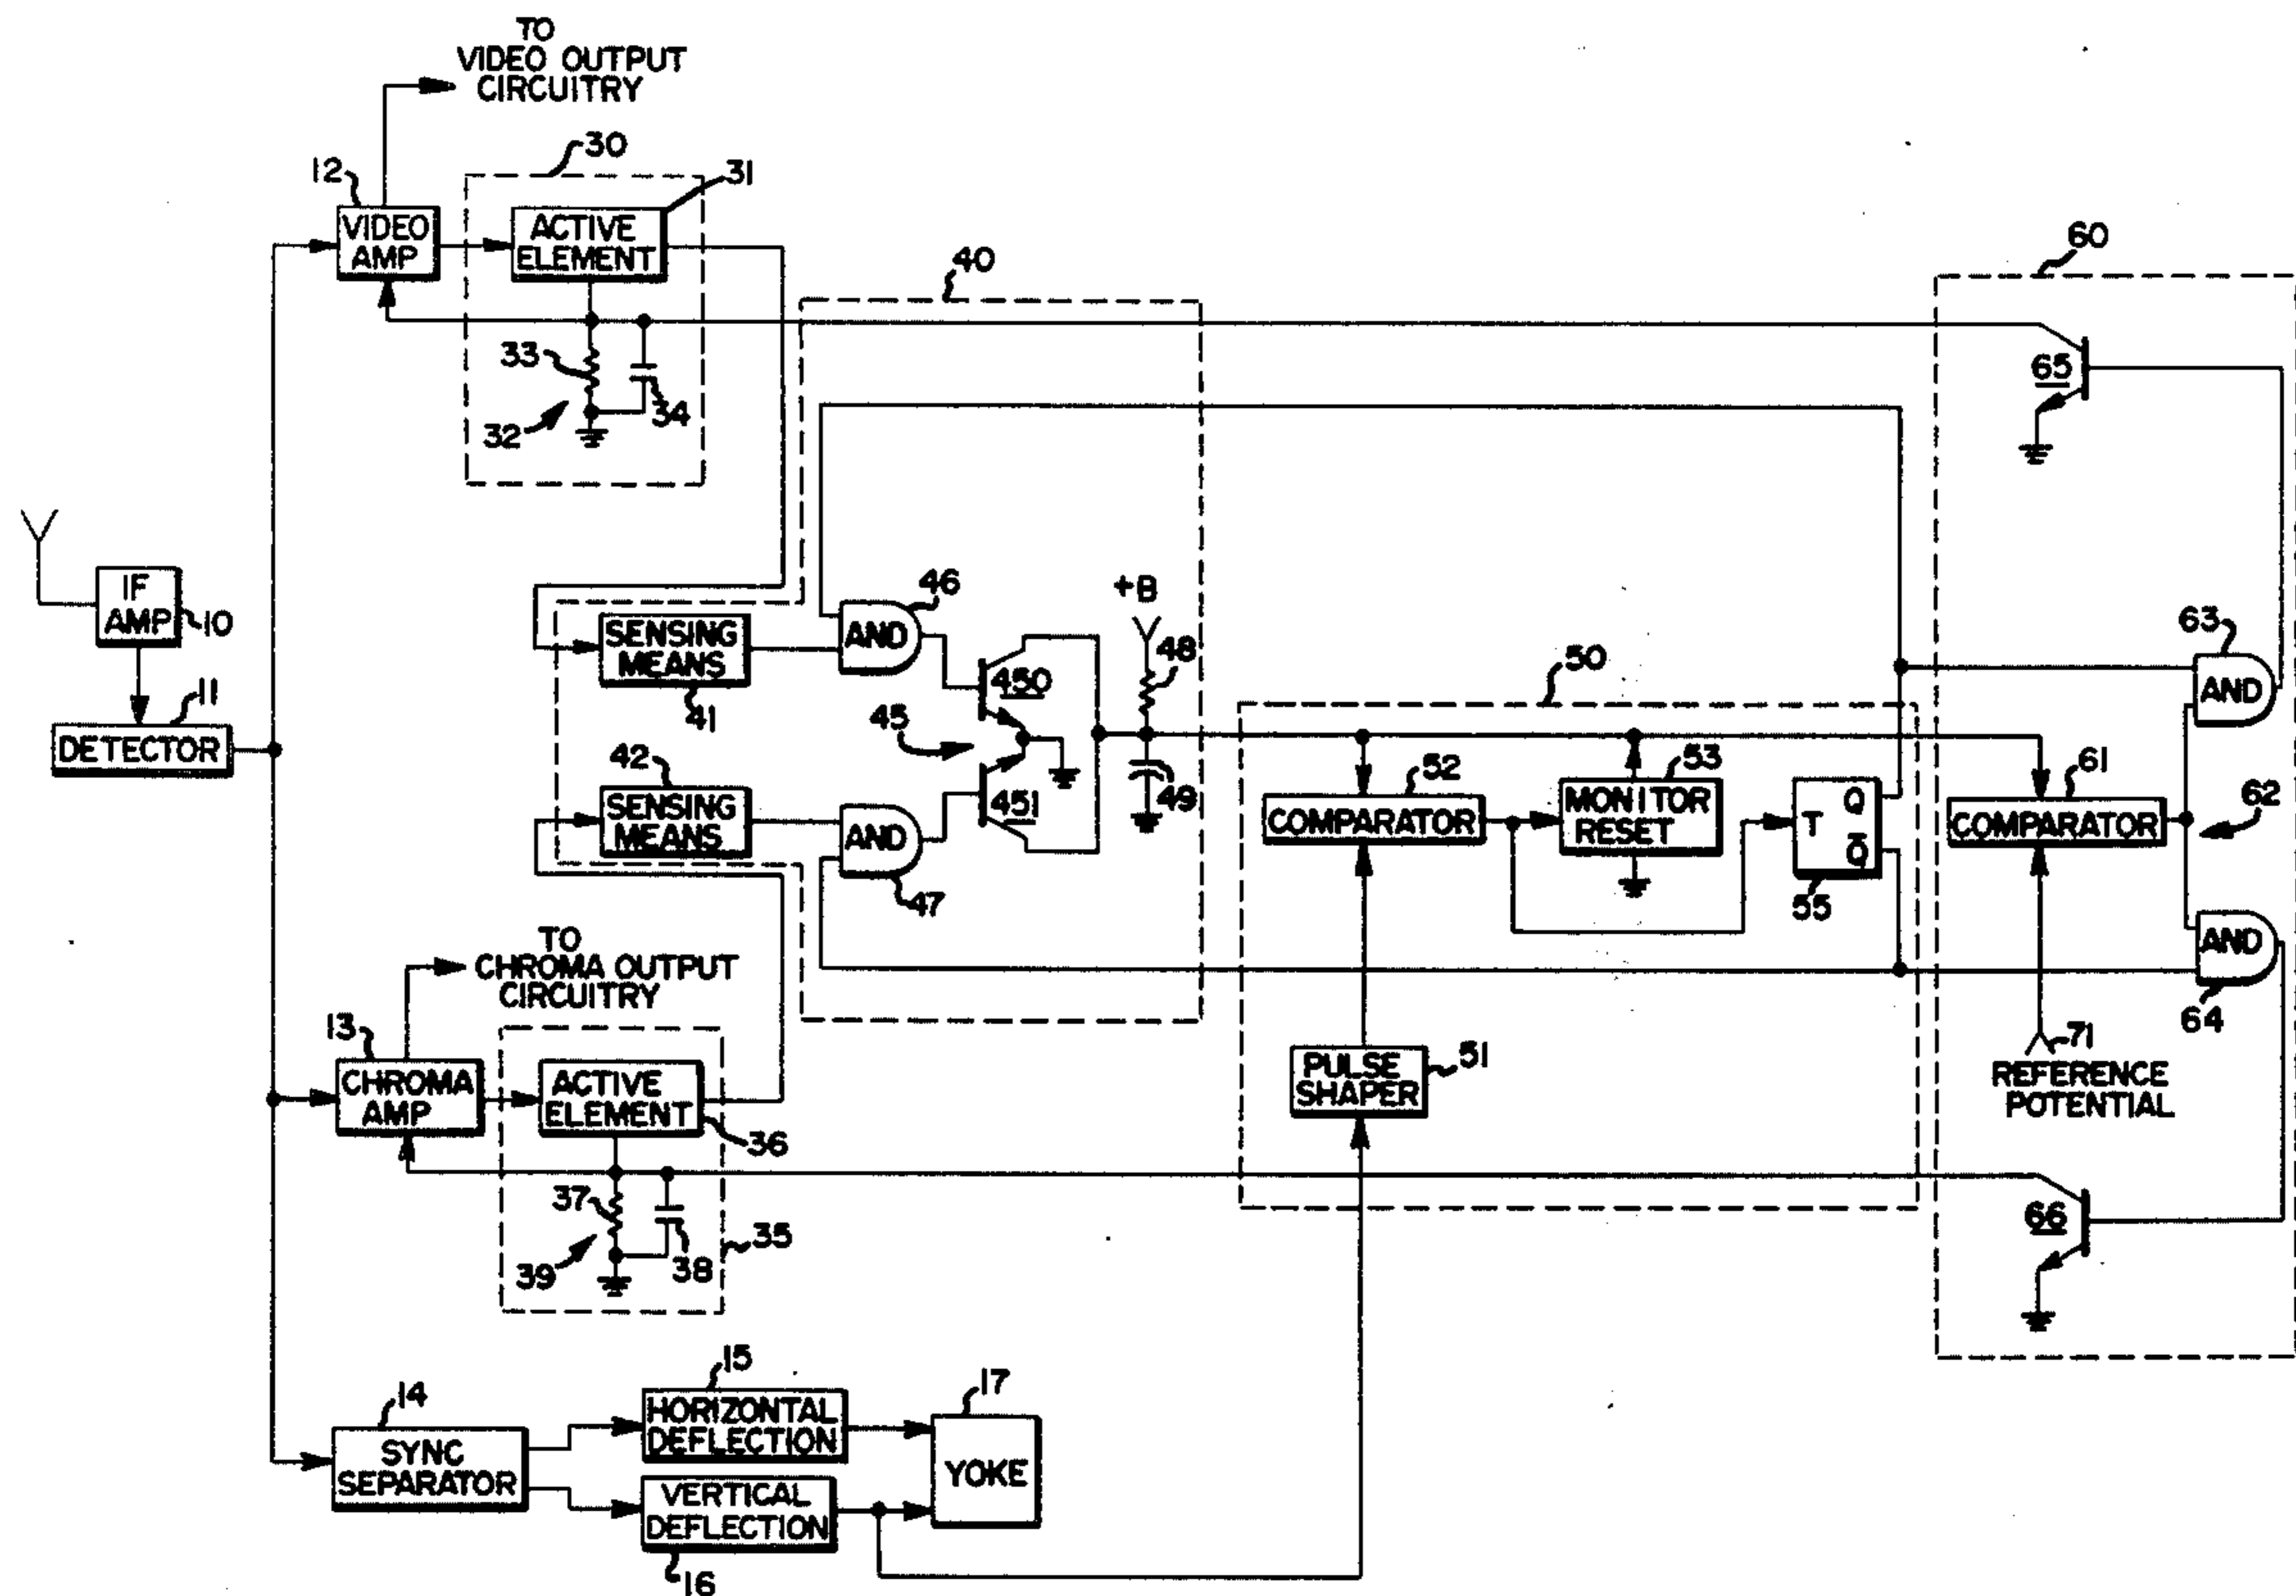 TO
VIDEO OUTPUT
CIRCUITRY
30
12
31
VIDEO
AMP
ACTIVE
ELEMENT
40
60
33
34
32
65
IF
AMP
10
11
DETECTOR
SENSING
MEANS
41
46
AND
450
+B
48
45
42
SENSING
MEANS
451
49
AND
47
50
52
COMPARATOR
53
MONITOR
RESET
T
Q
Q̅
55
63
AND
61
COMPARATOR
62
AND
64
TO
CHROMA OUTPUT
CIRCUITRY
13
CHROMA
AMP
ACTIVE
ELEMENT
36
PULSE
SHAPER
51
71
REFERENCE
POTENTIAL
37
38
39
35
66
14
SYNC
SEPARATOR
15
HORIZONTAL
DEFLECTION
17
YOKE
VERTICAL
DEFLECTION
16